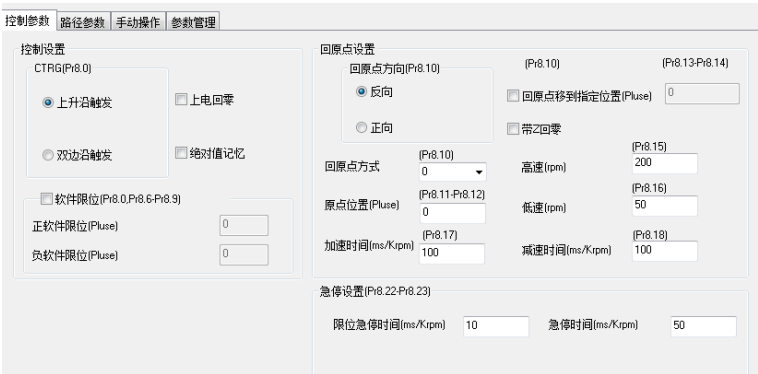 控制参数 路径参数 手动操作 参数管理
控制设置
CTRG(Pr8.0)
上升沿触发
双边沿触发
上电回零
绝对值记忆
软件限位(Pr8.0,Pr8.6-Pr8.9)
正软件限位(Pluse) 0
负软件限位(Pluse) 0
回原点设置
回原点方向(Pr8.10)
反向
正向
(Pr8.10) (Pr8.13-Pr8.14)
回原点移到指定位置(Pluse) 0
带Z回零
(Pr8.10) (Pr8.15)
回原点方式 0 高速(rpm) 200
(Pr8.11-Pr8.12) (Pr8.16)
原点位置(Pluse) 0 低速(rpm) 50
(Pr8.17) (Pr8.18)
加速时间(ms/Krpm) 100 减速时间(ms/Krpm) 100
急停设置(Pr8.22-Pr8.23)
限位急停时间(ms/Krpm) 10 急停时间(ms/Krpm) 50